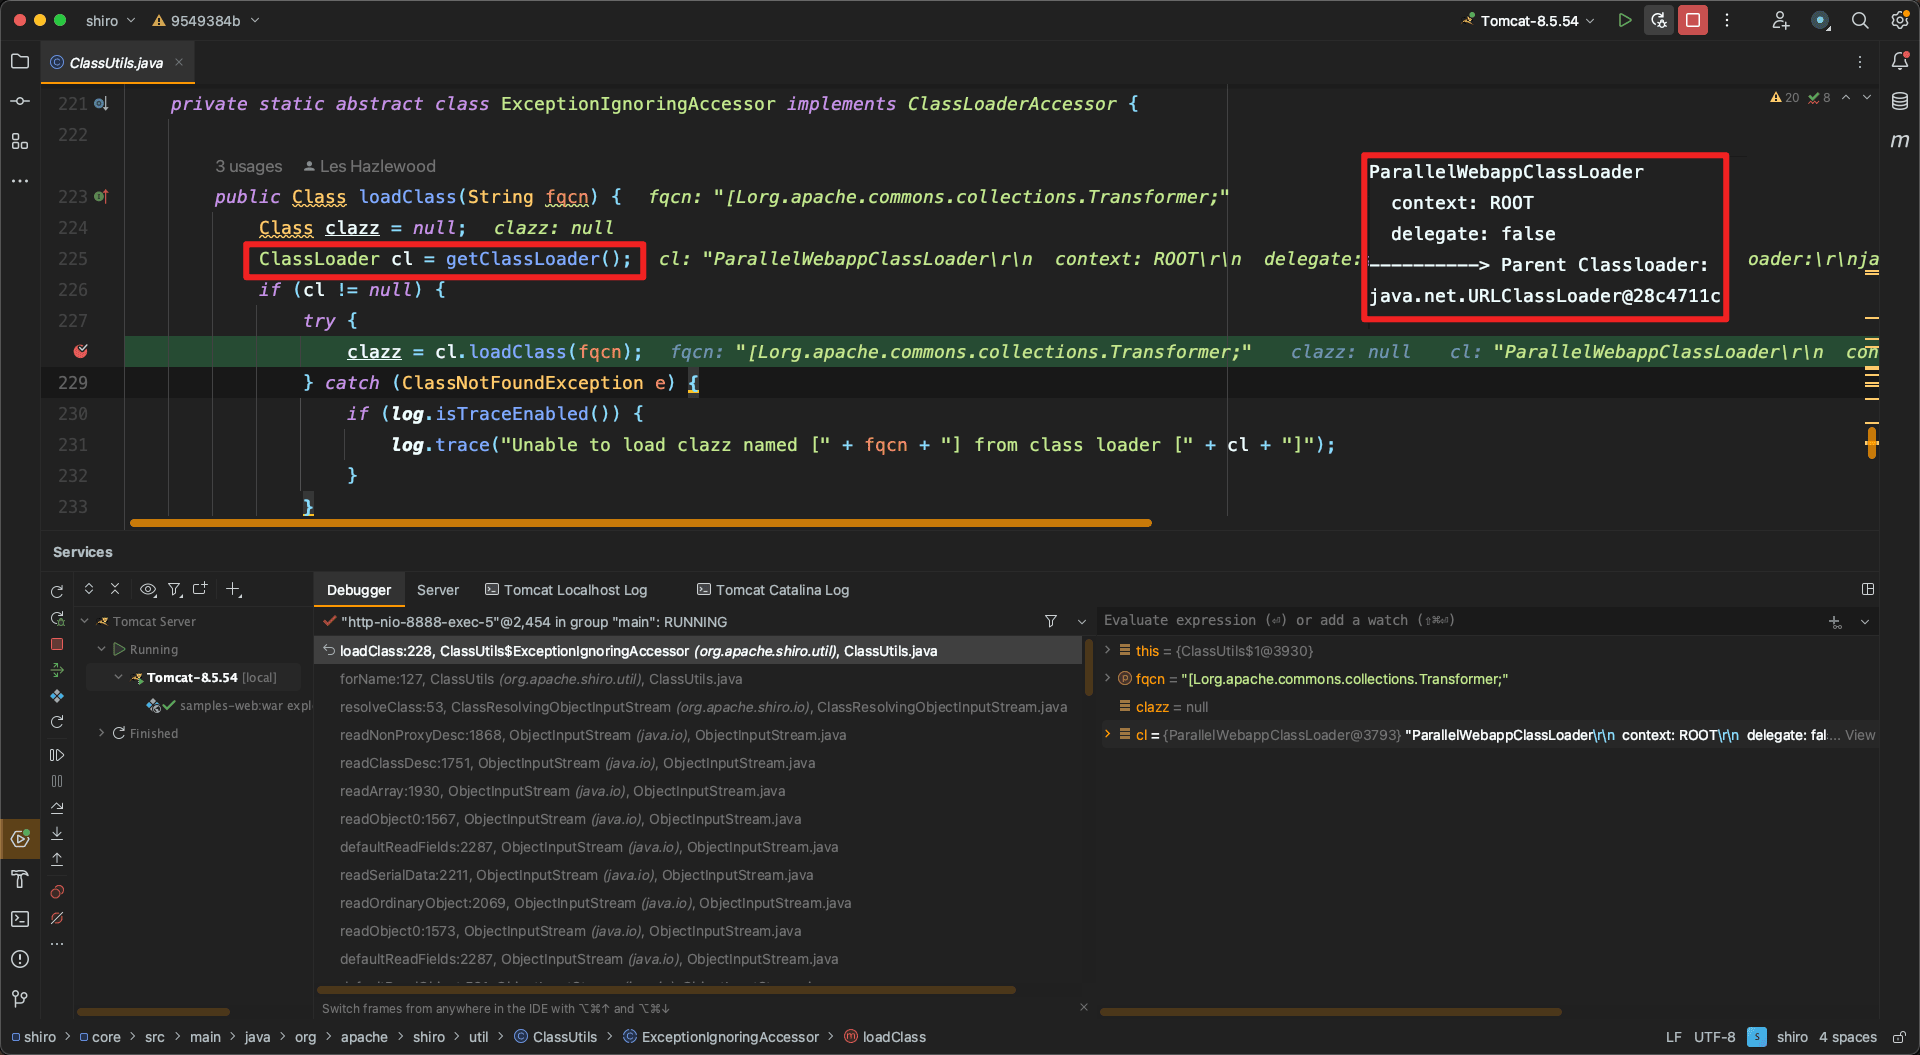 shiro
9549384b
Tomcat-8.5.54
ClassUtils.java
20
8
221 private static abstract class ExceptionIgnoringAccessor implements ClassLoaderAccessor {
222
3 usages Les Hazlewood
223 public Class loadClass(String fqcn) { fqcn: "[Lorg.apache.commons.collections.Transformer;"
224 Class clazz = null; clazz: null
225 ClassLoader cl = getClassLoader(); cl: "ParallelWebappClassLoader\r\n context: ROOT\r\n delegate: oader:\r\nja
226 if (cl != null) {
227 try {
clazz = cl.loadClass(fqcn); fqcn: "[Lorg.apache.commons.collections.Transformer;" clazz: null cl: "ParallelWebappClassLoader\r\n con
229 } catch (ClassNotFoundException e) {
230 if (log.isTraceEnabled()) {
231 log.trace("Unable to load clazz named [" + fqcn + "] from class loader [" + cl + "]");
232 }
233 }
ParallelWebappClassLoader
context: ROOT
delegate: false
----------> Parent Classloader:
java.net.URLClassLoader@28c4711c
m
Services
Tomcat Server
Running
Tomcat-8.5.54 [local]
samples-web:war expl
Finished
Debugger
Server
Tomcat Localhost Log
Tomcat Catalina Log
"http-nio-8888-exec-5"@2,454 in group "main": RUNNING
loadClass:228, ClassUtils$ExceptionIgnoringAccessor (org.apache.shiro.util), ClassUtils.java
forName:127, ClassUtils (org.apache.shiro.util), ClassUtils.java
resolveClass:53, ClassResolvingObjectInputStream (org.apache.shiro.io), ClassResolvingObjectInputStream.java
readNonProxyDesc:1868, ObjectInputStream (java.io), ObjectInputStream.java
readClassDesc:1751, ObjectInputStream (java.io), ObjectInputStream.java
readArray:1930, ObjectInputStream (java.io), ObjectInputStream.java
readObject0:1567, ObjectInputStream (java.io), ObjectInputStream.java
defaultReadFields:2287, ObjectInputStream (java.io), ObjectInputStream.java
readSerialData:2211, ObjectInputStream (java.io), ObjectInputStream.java
readOrdinaryObject:2069, ObjectInputStream (java.io), ObjectInputStream.java
readObject0:1573, ObjectInputStream (java.io), ObjectInputStream.java
defaultReadFields:2287, ObjectInputStream (java.io), ObjectInputStream.java
Switch frames from anywhere in the IDE with ⌥⌘↑ and ⌥⌘↓
Evaluate expression (⏎) or add a watch (⇧⌘⏎)
this = {ClassUtils$1@3930}
fqcn = "[Lorg.apache.commons.collections.Transformer;"
clazz = null
cl = {ParallelWebappClassLoader@3793} "ParallelWebappClassLoader\r\n context: ROOT\r\n delegate: fal... View
shiro > core > src > main > java > org > apache > shiro > util > ClassUtils > ExceptionIgnoringAccessor > loadClass
LF UTF-8 S shiro 4 spaces